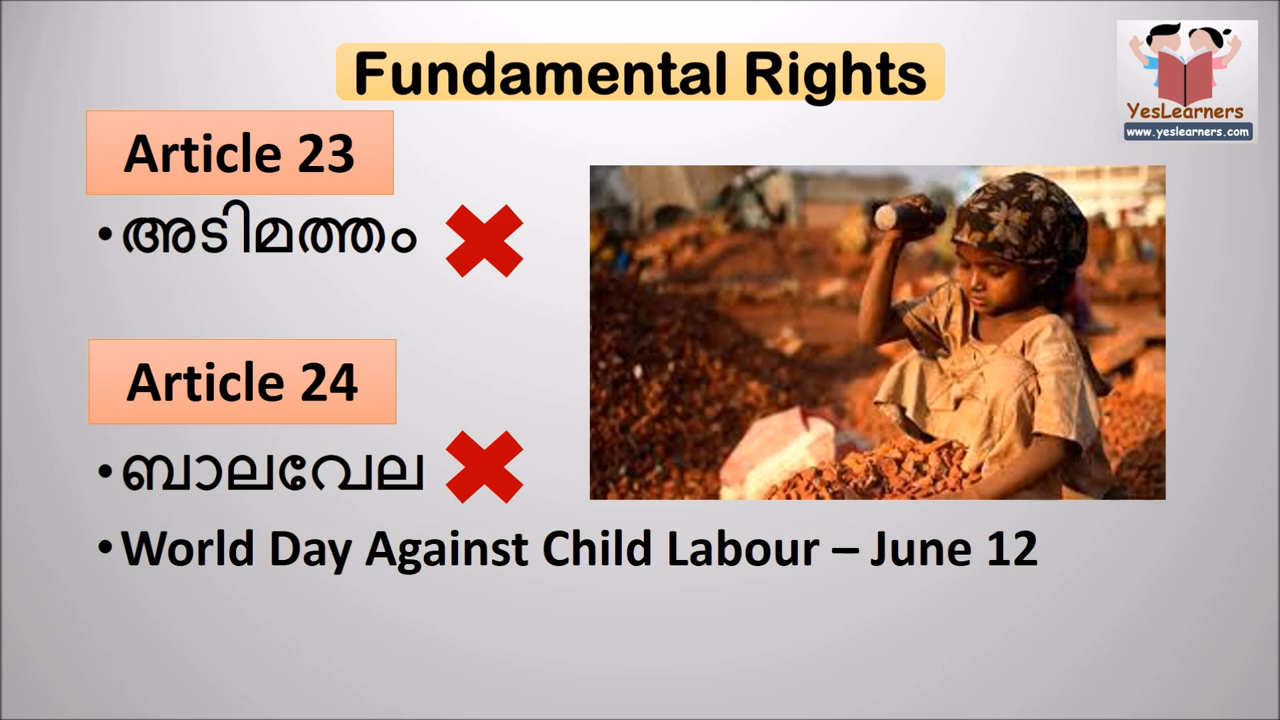 Fundamental Rights
YesLearners
www.yeslearners.com
Article 23
•അടിമത്തം
Article 24
•ബാലവേല
•World Day Against Child Labour – June 12